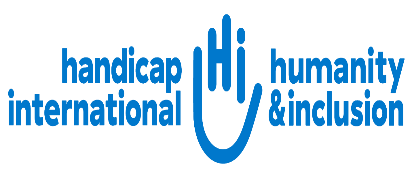 handicap
international
Hi
humanity
&inclusion